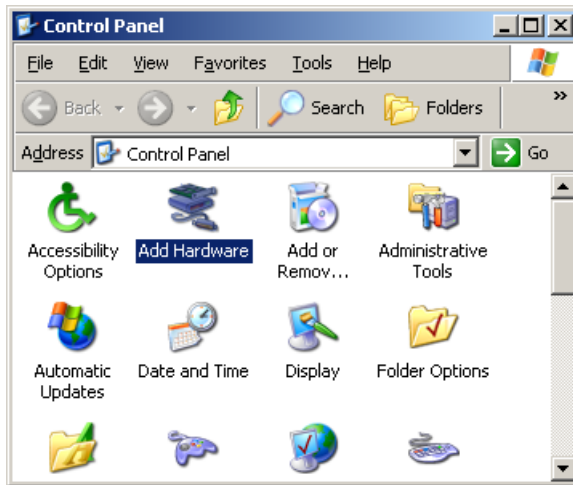 Control Panel
File Edit View Favorites Tools Help
Back Search Folders »
Address Control Panel Go
Accessibility Options
Add Hardware
Add or Remov...
Administrative Tools
Automatic Updates
Date and Time
Display
Folder Options